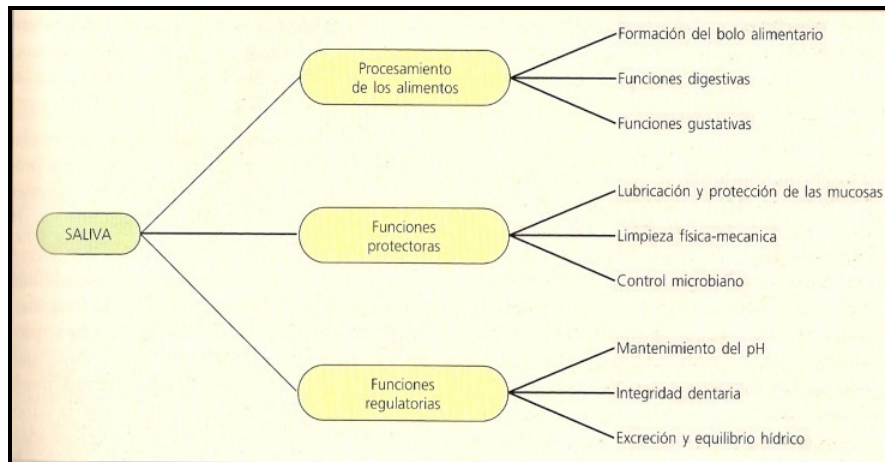 SALIVA
Procesamiento
de los alimentos
Formación del bolo alimentario
Funciones digestivas
Funciones gustativas
Funciones
protectoras
Lubricación y protección de las mucosas
Limpieza física-mecanica
Control microbiano
Funciones
regulatorias
Mantenimiento del pH
Integridad dentaria
Excreción y equilibrio hídrico